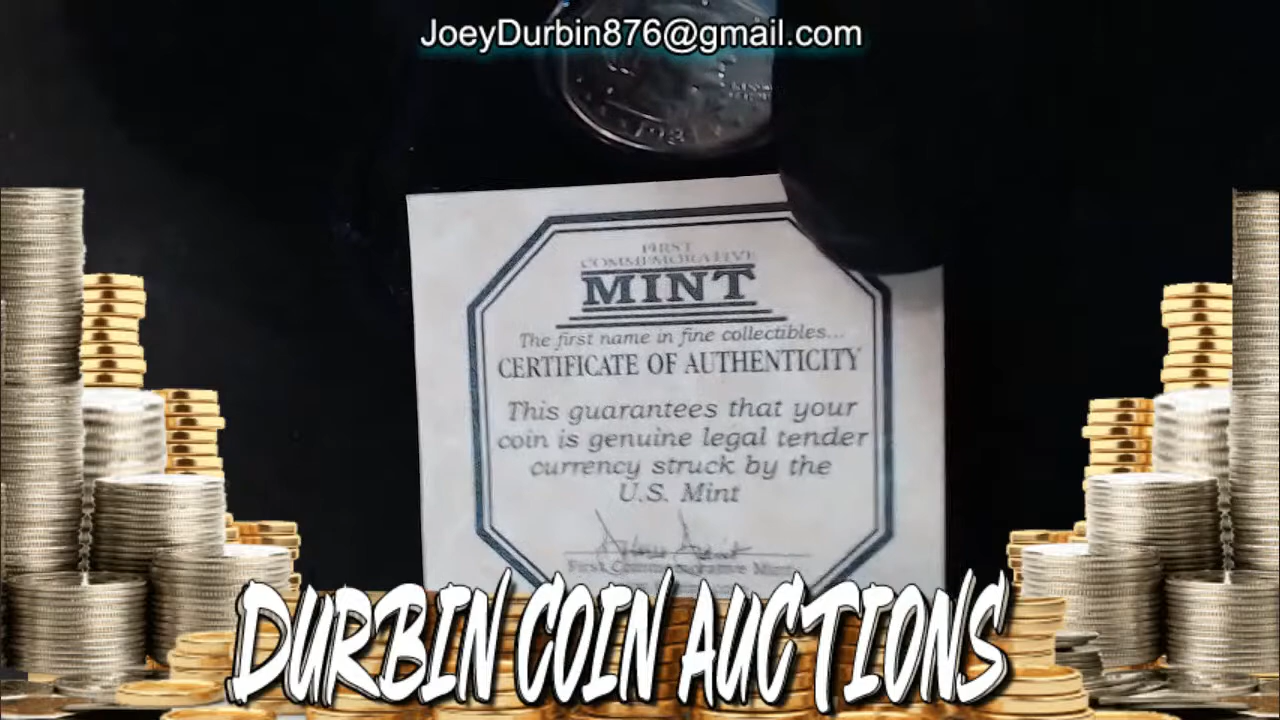 JoeyDurbin876@gmail.com
FIRST
COMMEMORATIVE
MINT
The first name in fine collectibles...
CERTIFICATE OF AUTHENTICITY
This guarantees that your
coin is genuine legal tender
currency struck by the
U.S. Mint
First Commemorative Mint
DURBIN COIN AUCTIONS